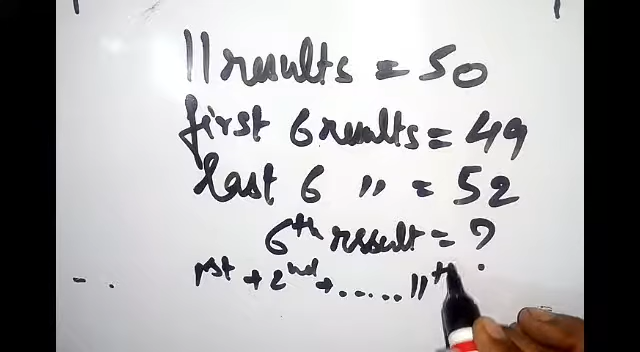 11 results = 50
first 6 results = 49
last 6 " = 52
6th result = ?
1st + 2nd + ..... 11th